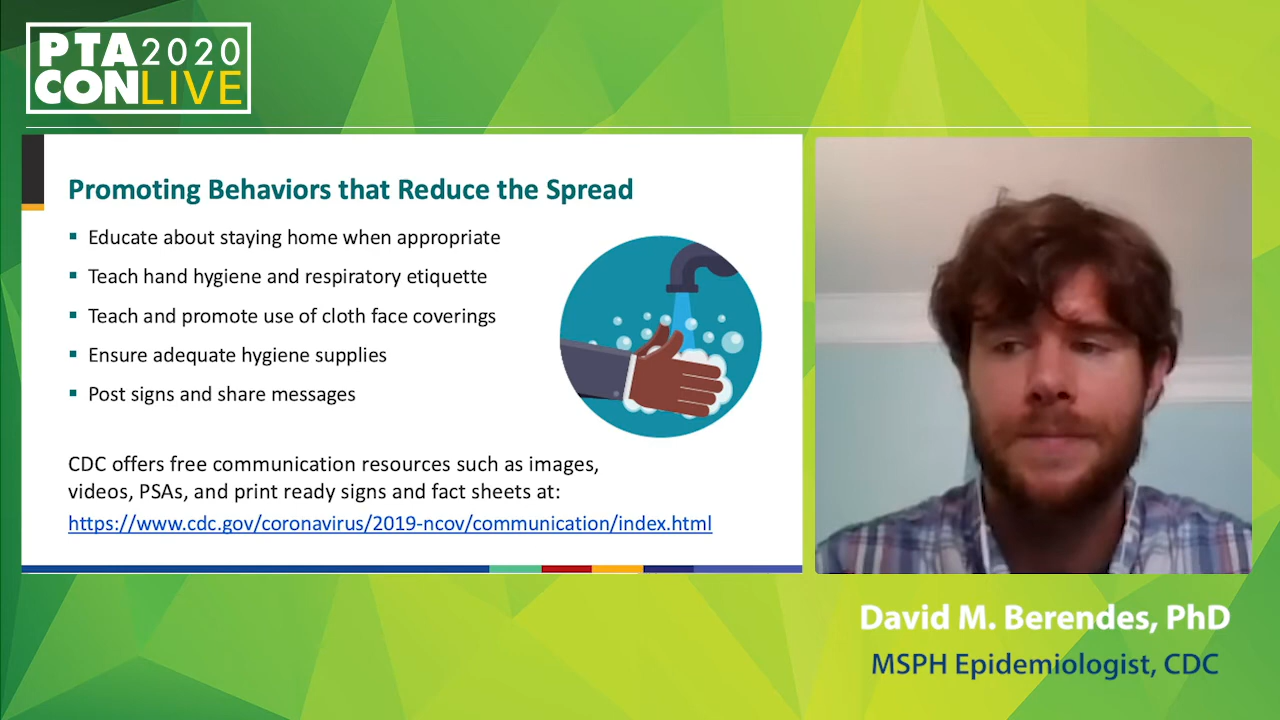 PTA2020
CONLIVE
Promoting Behaviors that Reduce the Spread
▪ Educate about staying home when appropriate
▪ Teach hand hygiene and respiratory etiquette
▪ Teach and promote use of cloth face coverings
▪ Ensure adequate hygiene supplies
▪ Post signs and share messages
CDC offers free communication resources such as images,
videos, PSAs, and print ready signs and fact sheets at:
https://www.cdc.gov/coronavirus/2019-ncov/communication/index.html
David M. Berendes, PhD
MSPH Epidemiologist, CDC